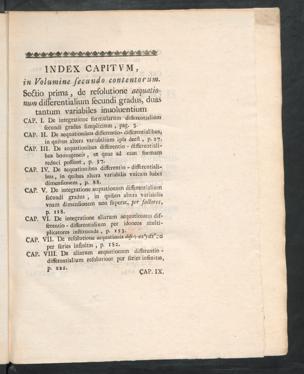 INDEX CAPITVM,
in Volumine secundo contentorum.
Sectio prima, de resolutione aequatio-
num differentialium secundi gradus, duas
tantum variabiles inuoluentium
CAP. I. De integratione formularum differentialium
secundi gradus simplicium, pag. 3.
CAP. II. De aequationibus differentio-differentialibus,
in quibus altera variabilium ipsa deest, p. 27.
CAP. III. De aequationibus differentio-differentiali-
bus homogeneis, et quae ad eam formam
reduci possunt, p. 57.
CAP. IV. De aequationibus differentio-differentiali-
bus, in quibus altera variabilis vnicam habet
dimensionem, p. 88.
CAP. V. De integratione aequationum differentialium
secundi gradus, in quibus altera variabilis
vnam dimensionem non superat, per factores,
p. 118.
CAP. VI. De integratione aliarum aequationum dif-
ferentio-differentialium per idoneos multi-
plicatores instituenda, p. 153.
CAP. VII. De resolutione aequationis
per series infinitas, p. 182.
CAP. VIII. De aliarum aequationum differentio-
differentialium resolutione per series infinitas,
p. 222.
CAP. IX.